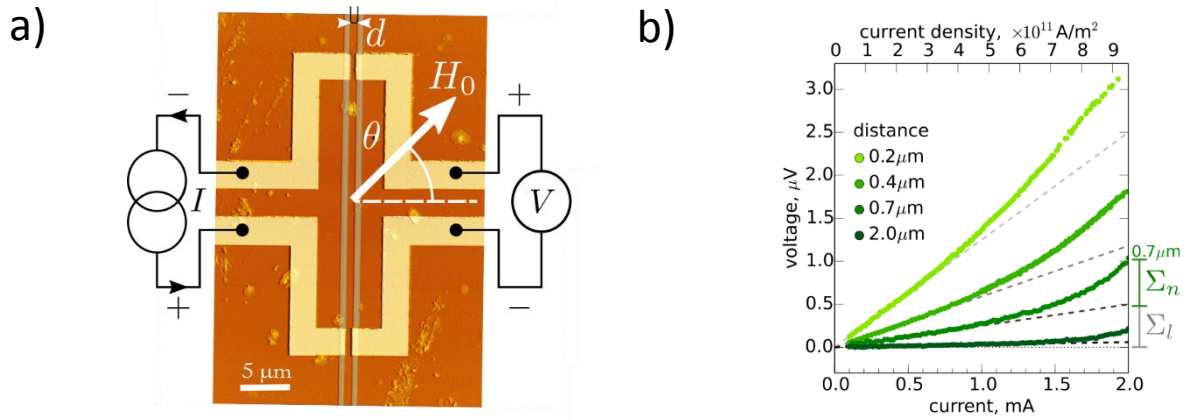 a)
d
H₀
θ
−
+
I
V
+
−
5 μm
b)
current density, ×10¹¹ A/m²
0 1 2 3 4 5 6 7 8 9
voltage, μV
3.0
2.5
2.0
1.5
1.0
0.5
0.0
distance
0.2μm
0.4μm
0.7μm
2.0μm
0.7μm
Σₙ
Σₗ
0.0 0.5 1.0 1.5 2.0
current, mA